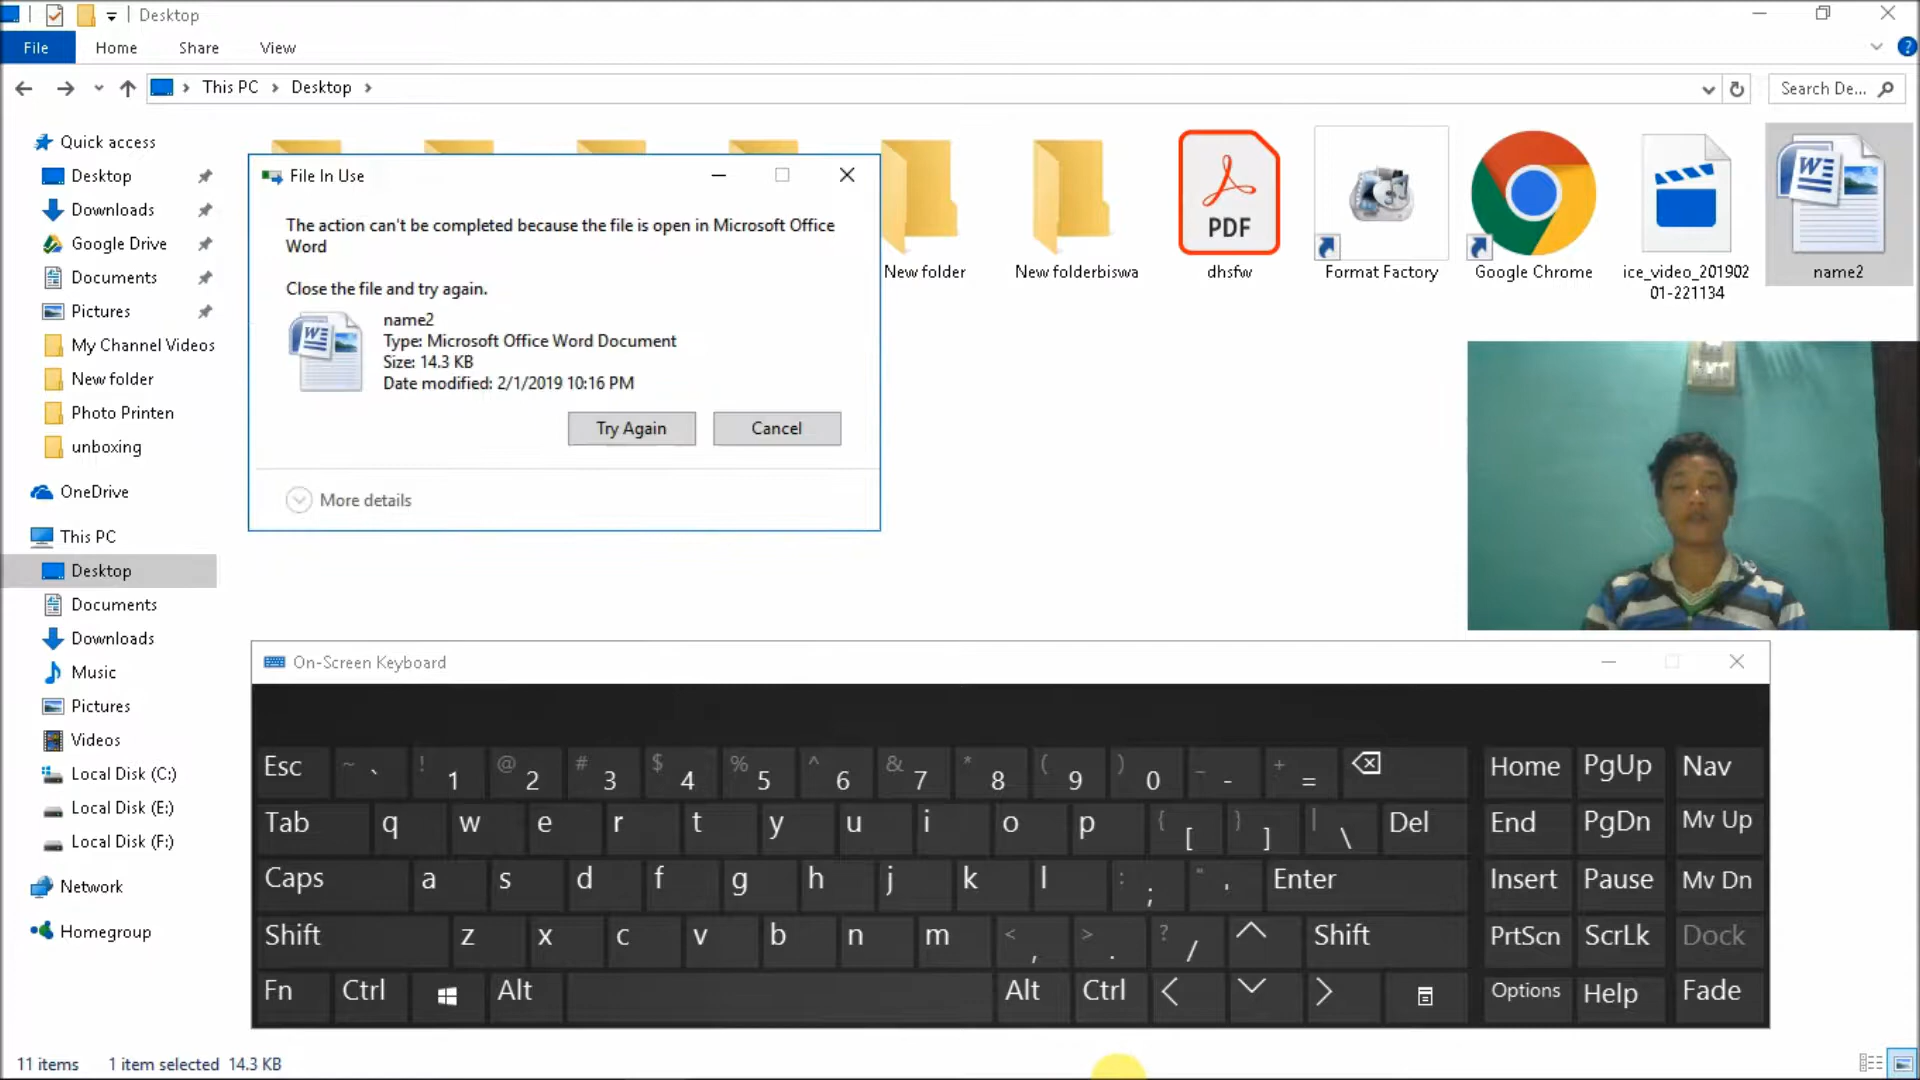 Desktop
File
Home
Share
View
This PC
Desktop
Search De...
Quick access
Desktop
Downloads
Google Drive
Documents
Pictures
My Channel Videos
New folder
Photo Printen
unboxing
OneDrive
This PC
Desktop
Documents
Downloads
Music
Pictures
Videos
Local Disk (C:)
Local Disk (E:)
Local Disk (F:)
Network
Homegroup
New folder
New folderbiswa
PDF
dhsfw
Format Factory
Google Chrome
ice_video_201902
01-221134
W
name2
File In Use
The action can't be completed because the file is open in Microsoft Office
Word
Close the file and try again.
W
name2
Type: Microsoft Office Word Document
Size: 14.3 KB
Date modified: 2/1/2019 10:16 PM
Try Again
Cancel
More details
On-Screen Keyboard
Esc ~ ` ! 1 @ 2 # 3 $ 4 % 5 ^ 6 & 7 * 8 ( 9 ) 0 _ - + = Home PgUp Nav
Tab q w e r t y u i o p { [ } ] | \ Del End PgDn Mv Up
Caps a s d f g h j k l : ; " ' Enter Insert Pause Mv Dn
Shift z x c v b n m < , > . ? / Shift PrtScn ScrLk Dock
Fn Ctrl Alt Alt Ctrl Options Help Fade
11 items
1 item selected 14.3 KB